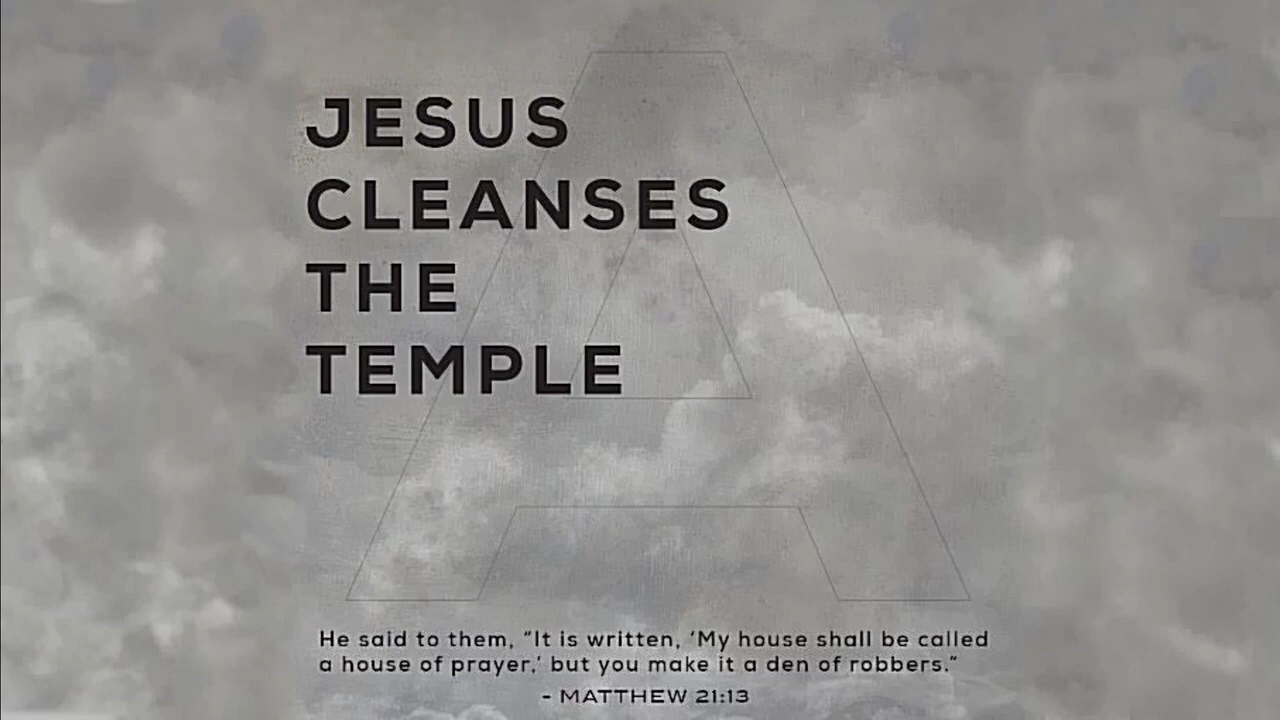 JESUS
CLEANSES
THE
TEMPLE
He said to them, “It is written, ‘My house shall be called
a house of prayer,’ but you make it a den of robbers.”
- MATTHEW 21:13